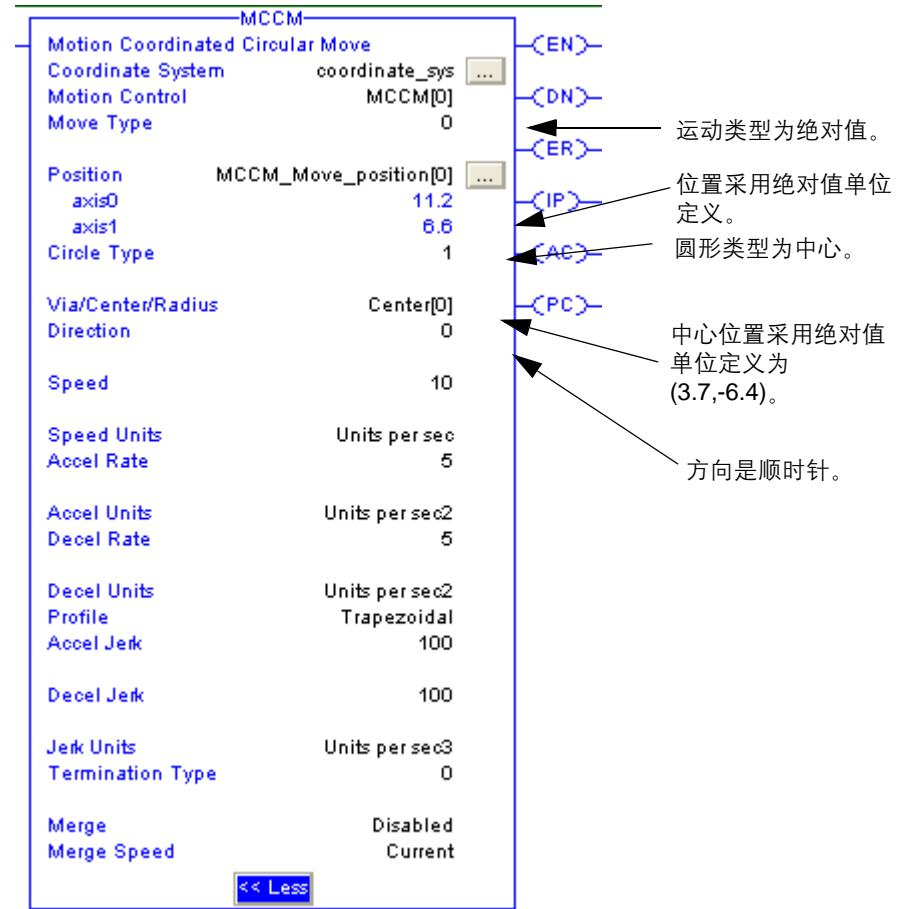 MCCM
Motion Coordinated Circular Move
EN
Coordinate System coordinate_sys ...
Motion Control MCCM[0]
DN
Move Type 0
运动类型为绝对值。
ER
Position MCCM_Move_position[0] ...
axis0 11.2
IP
位置采用绝对值单位
定义。
axis1 6.6
Circle Type 1
AC
圆形类型为中心。
Via/Center/Radius Center[0]
PC
Direction 0
中心位置采用绝对值
单位定义为
(3.7,-6.4)。
Speed 10
Speed Units Units per sec
Accel Rate 5
方向是顺时针。
Accel Units Units per sec2
Decel Rate 5
Decel Units Units per sec2
Profile Trapezoidal
Accel Jerk 100
Decel Jerk 100
Jerk Units Units per sec3
Termination Type 0
Merge Disabled
Merge Speed Current
<< Less